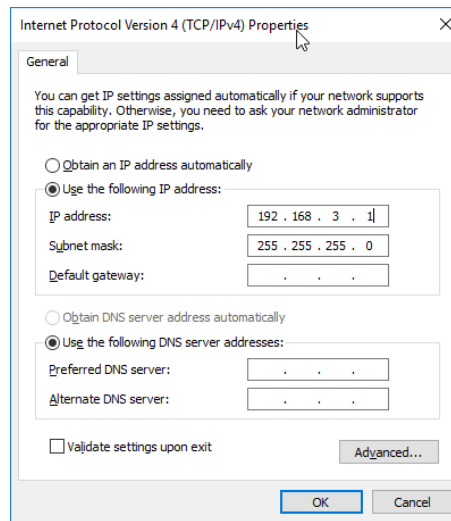 Internet Protocol Version 4 (TCP/IPv4) Properties
General
You can get IP settings assigned automatically if your network supports
this capability. Otherwise, you need to ask your network administrator
for the appropriate IP settings.
Obtain an IP address automatically
Use the following IP address:
IP address: 192 . 168 . 3 . 1
Subnet mask: 255 . 255 . 255 . 0
Default gateway: . . .
Obtain DNS server address automatically
Use the following DNS server addresses:
Preferred DNS server: . . .
Alternate DNS server: . . .
Validate settings upon exit
Advanced...
OK Cancel